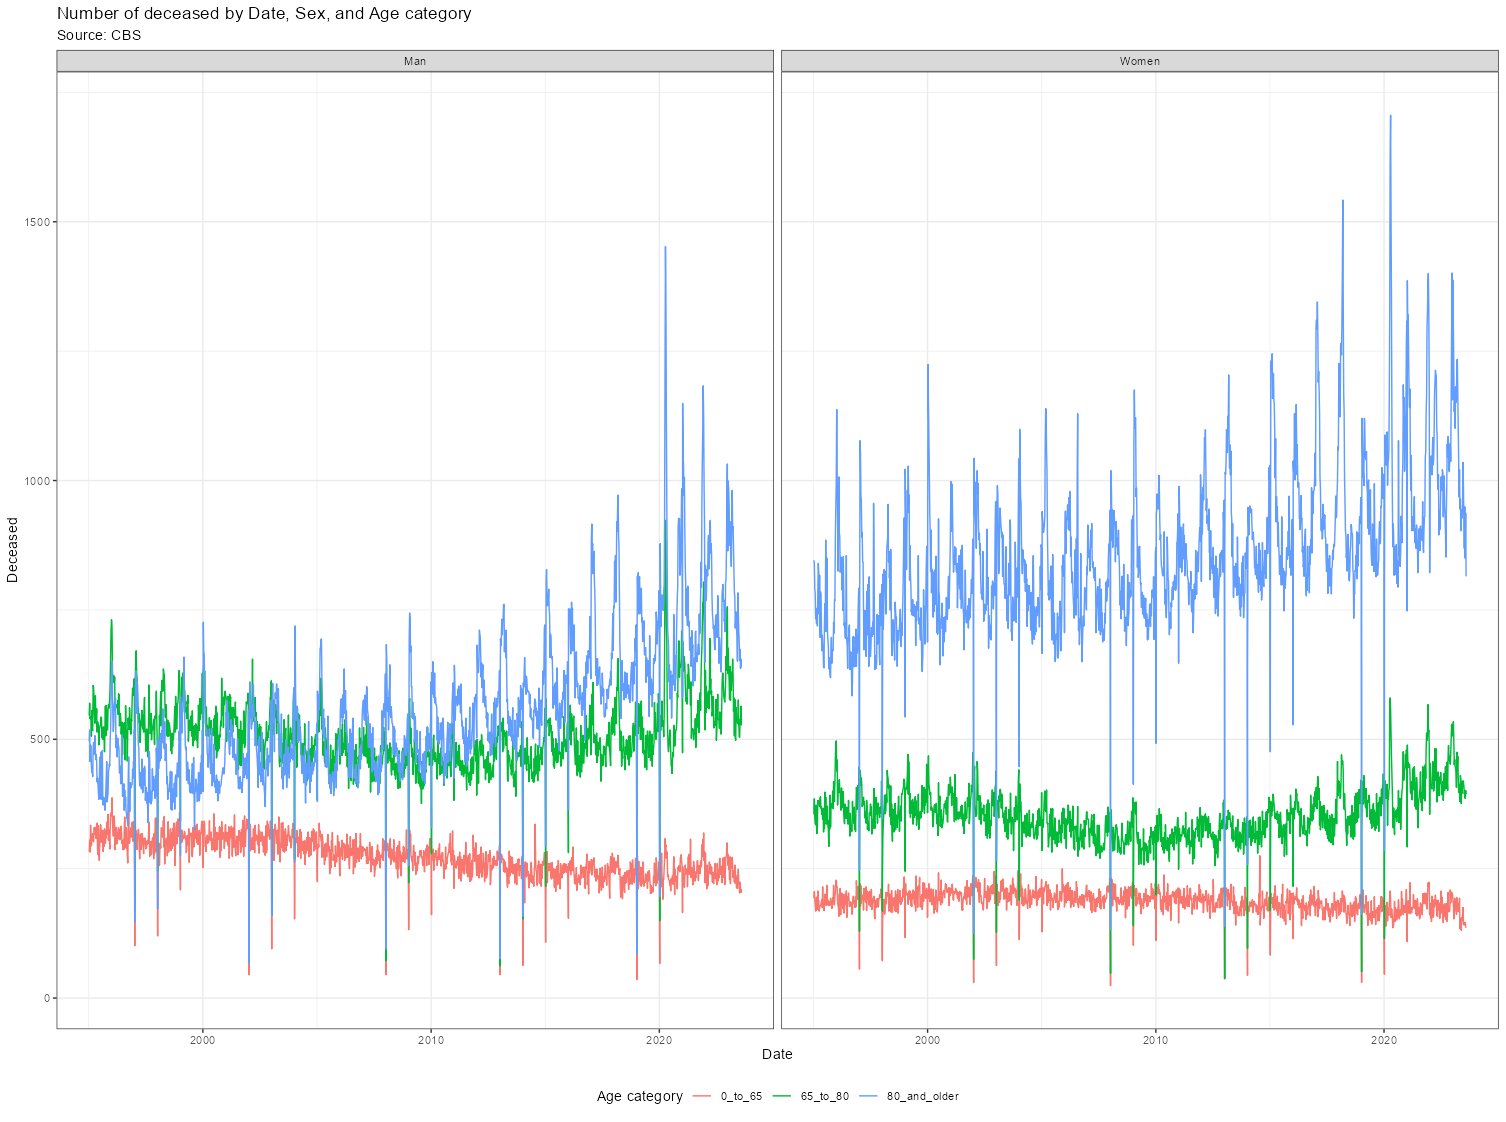 Number of deceased by Date, Sex, and Age category
Source: CBS
Man
Women
Deceased
1500
1000
500
0
2000
2010
2020
2000
2010
2020
Date
Age category 0_to_65 65_to_80 80_and_older